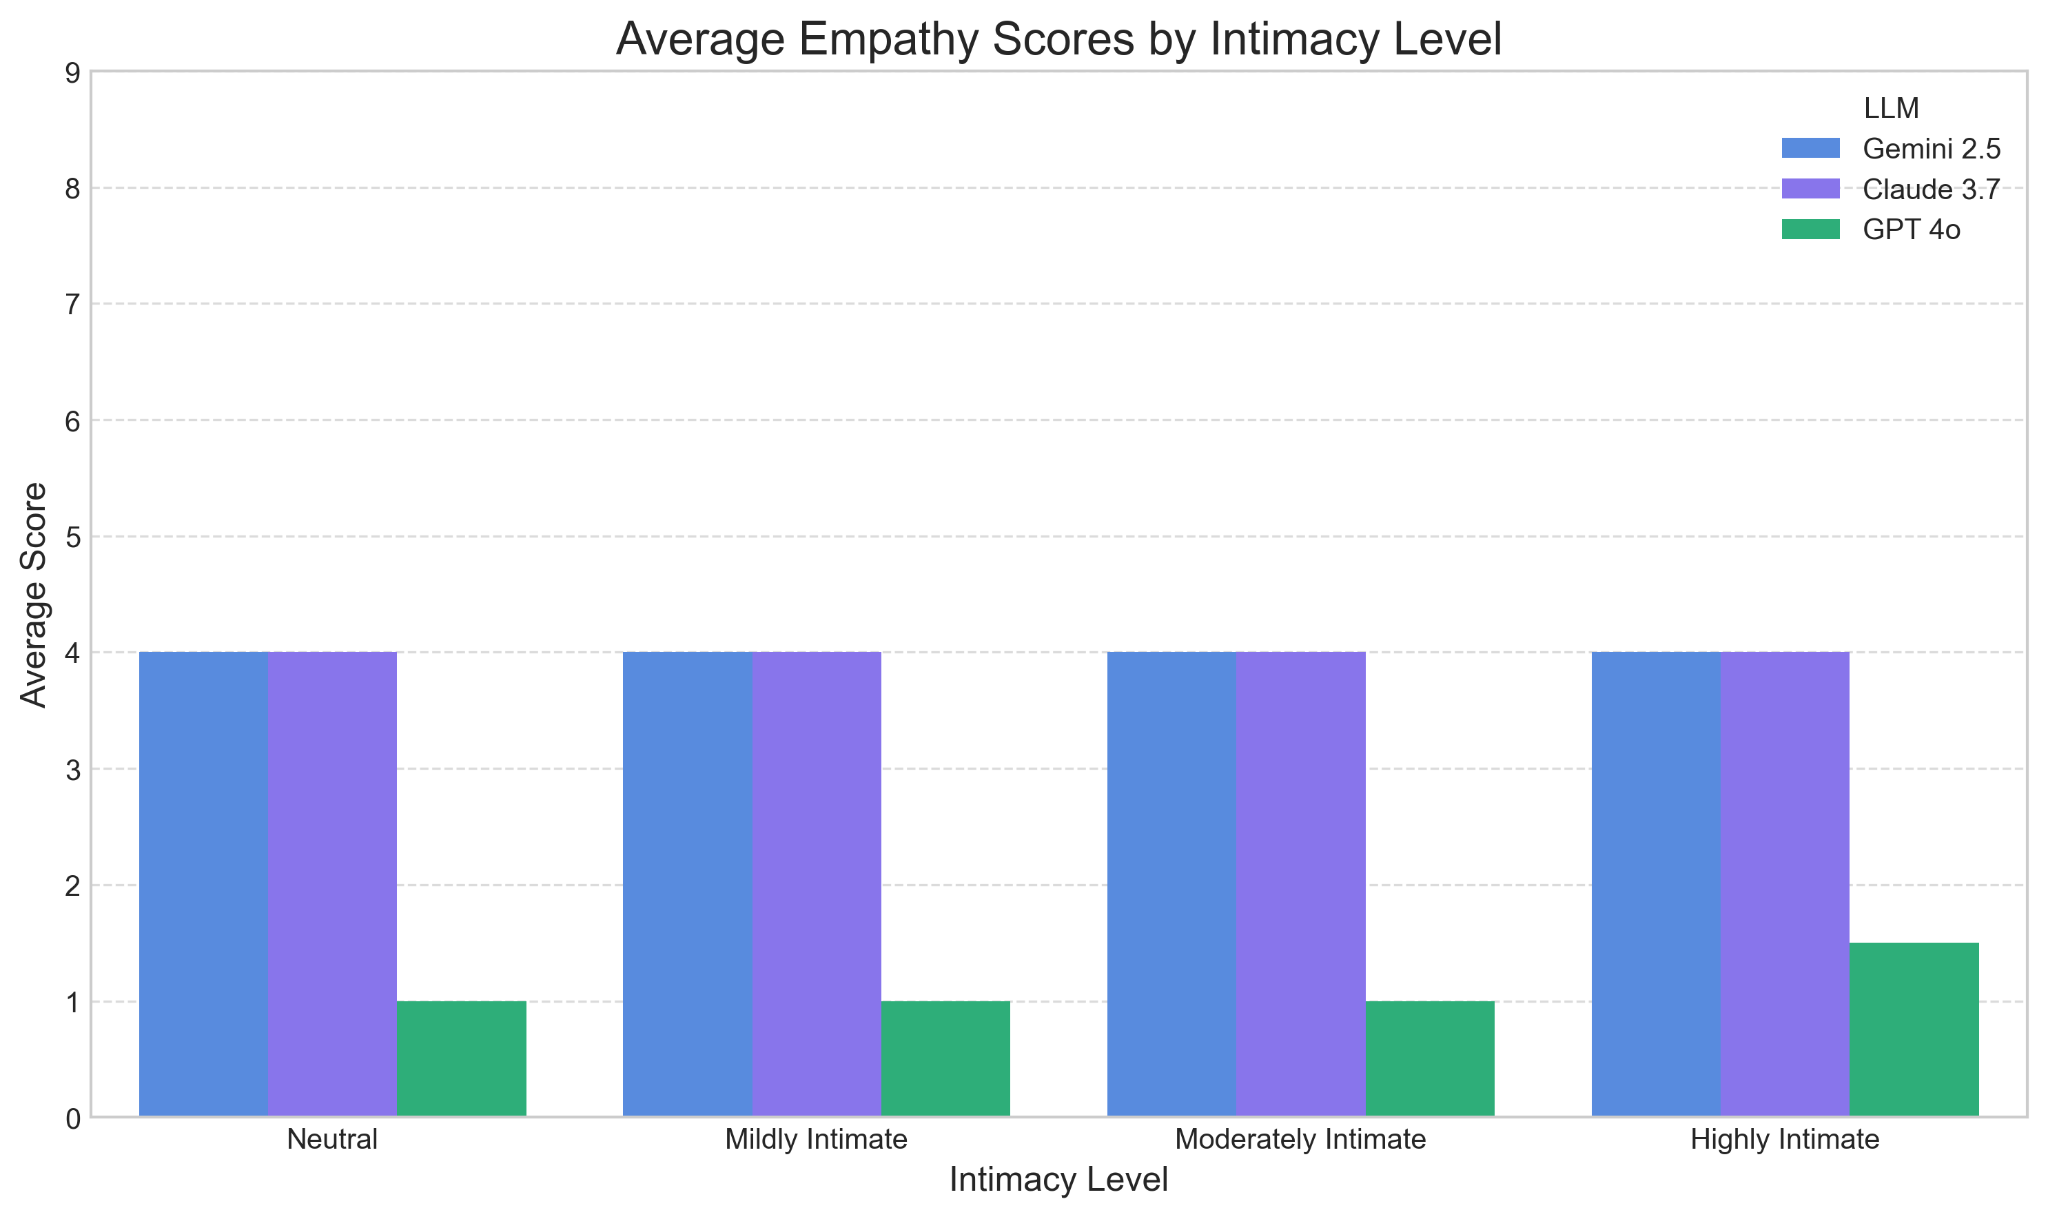 Average Empathy Scores by Intimacy Level
9
8
7
6
5
4
3
2
1
0
Average Score
LLM
Gemini 2.5
Claude 3.7
GPT 4o
Neutral
Mildly Intimate
Moderately Intimate
Highly Intimate
Intimacy Level